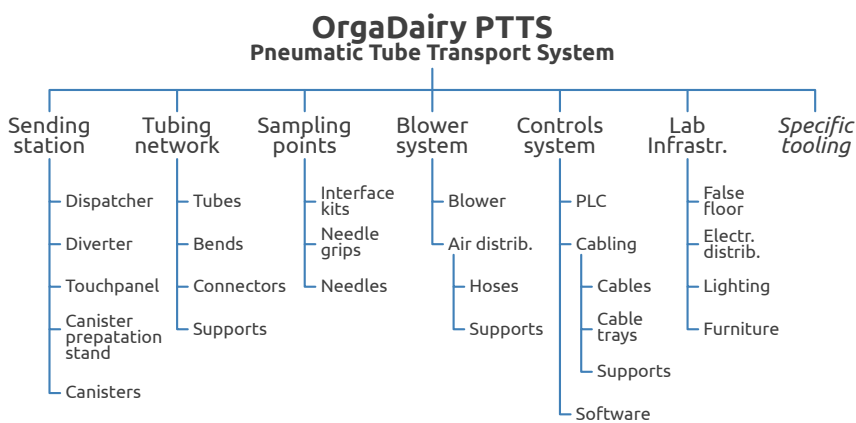 OrgaDairy PTTS
Pneumatic Tube Transport System
Sending
station
Dispatcher
Diverter
Touchpanel
Canister
prepatation
stand
Canisters
Tubing
network
Tubes
Bends
Connectors
Supports
Sampling
points
Interface
kits
Needle
grips
Needles
Blower
system
Blower
Air distrib.
Hoses
Supports
Controls
system
PLC
Cabling
Cables
Cable
trays
Supports
Software
Lab
Infrastr.
False
floor
Electr.
distrib.
Lighting
Furniture
Specific
tooling